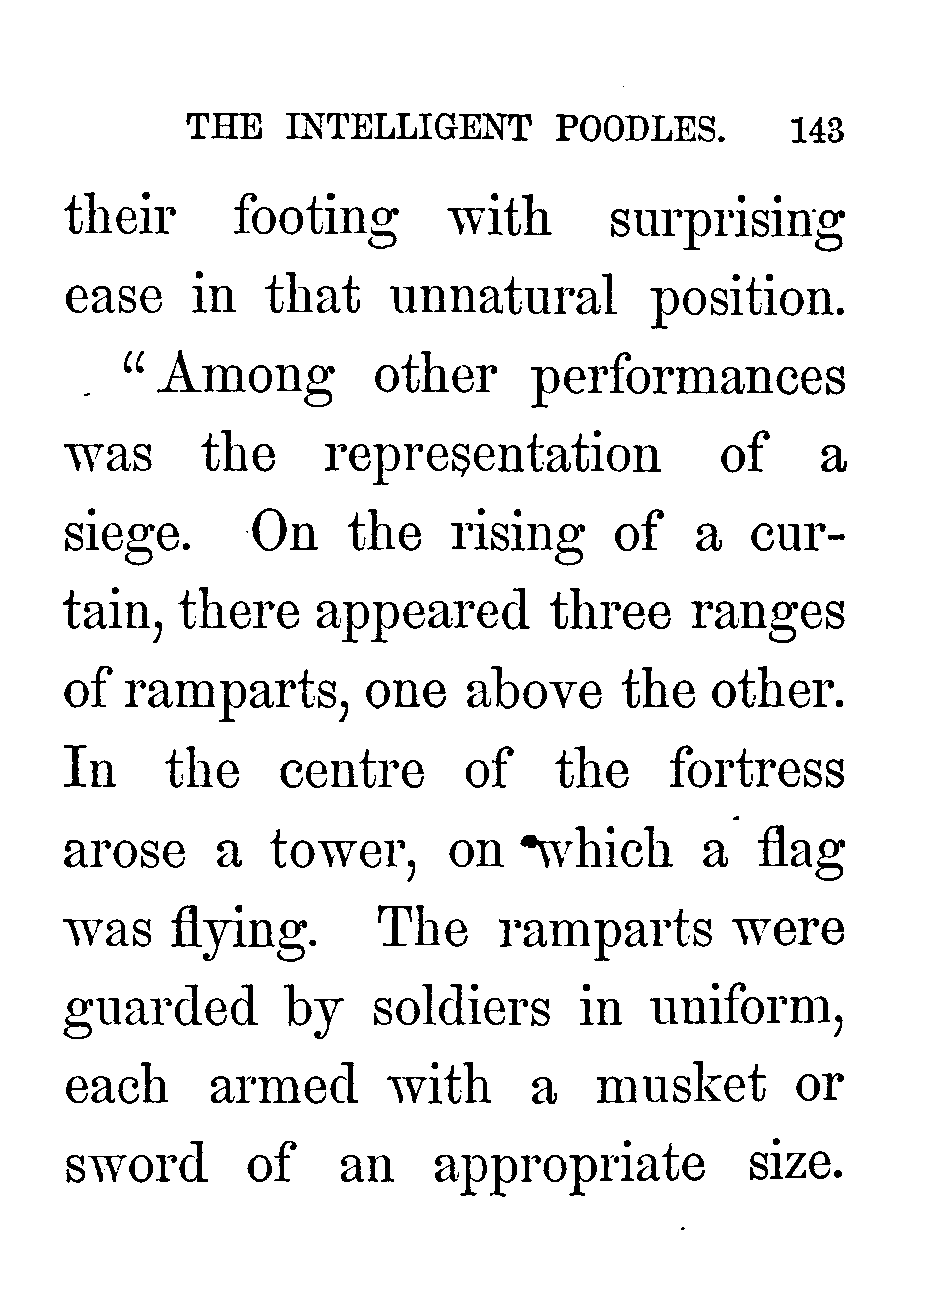 THE INTELLIGENT POODLES. 143
their footing with surprising
ease in that unnatural position.
“Among other performances
was the representation of a
siege. On the rising of a cur-
tain, there appeared three ranges
of ramparts, one above the other.
In the centre of the fortress
arose a tower, on which a flag
was flying. The ramparts were
guarded by soldiers in uniform,
each armed with a musket or
sword of an appropriate size.